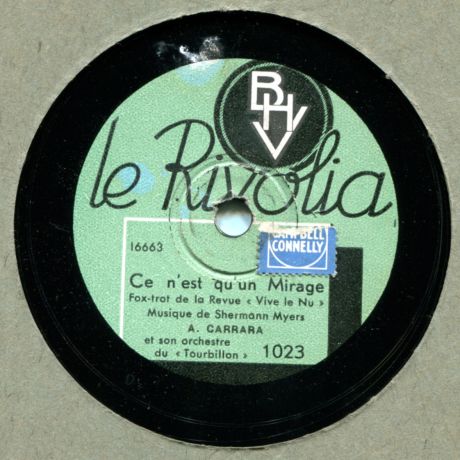 BHV
le Rivolia
16663
CAMPBELL
CONNELLY
Ce n'est qu'un Mirage
Fox-trot de la Revue « Vive le Nu »
Musique de Shermann Myers
A. CARRARA
et son orchestre
du « Tourbillon » 1023